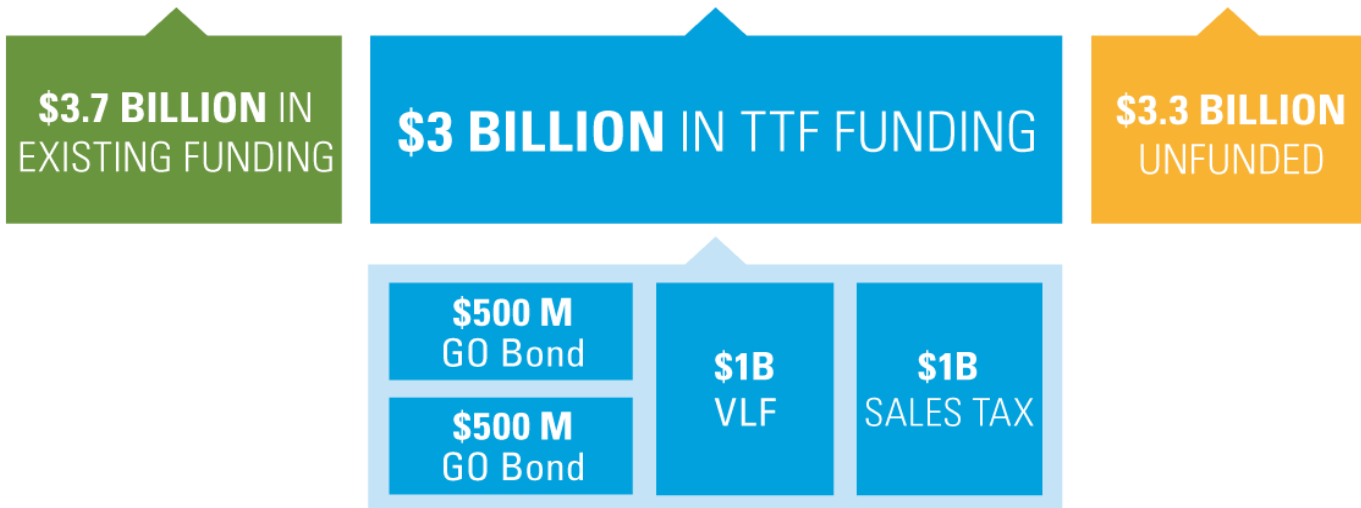 $3.7 BILLION IN
EXISTING FUNDING
$3 BILLION IN TTF FUNDING
$3.3 BILLION
UNFUNDED
$500 M
GO Bond
$500 M
GO Bond
$1B
VLF
$1B
SALES TAX